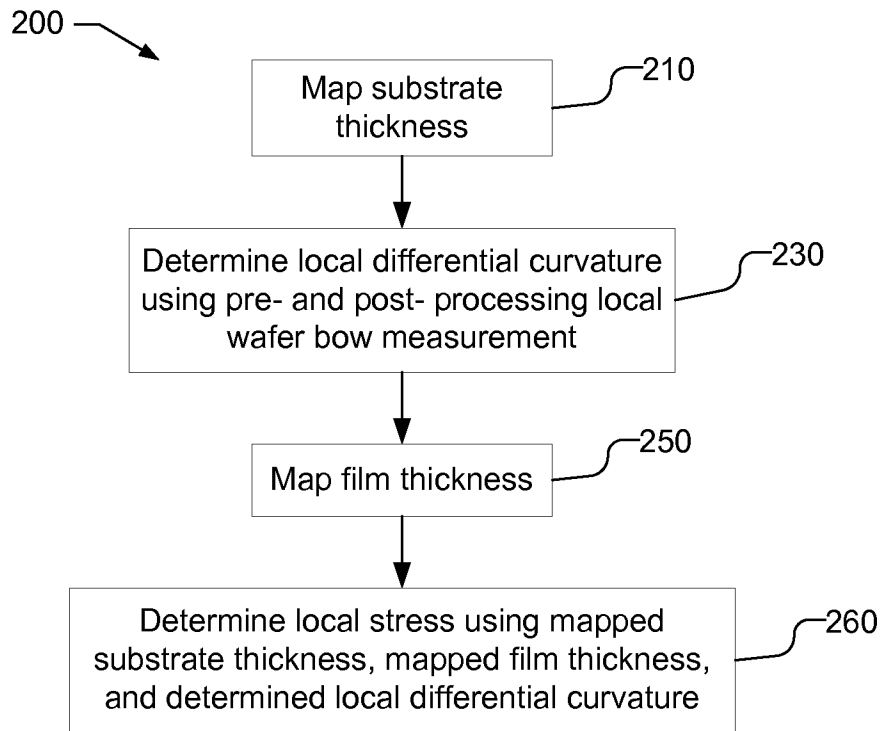 200
Map substrate
thickness
210
Determine local differential curvature
using pre- and post- processing local
wafer bow measurement
230
Map film thickness
250
Determine local stress using mapped
substrate thickness, mapped film thickness,
and determined local differential curvature
260